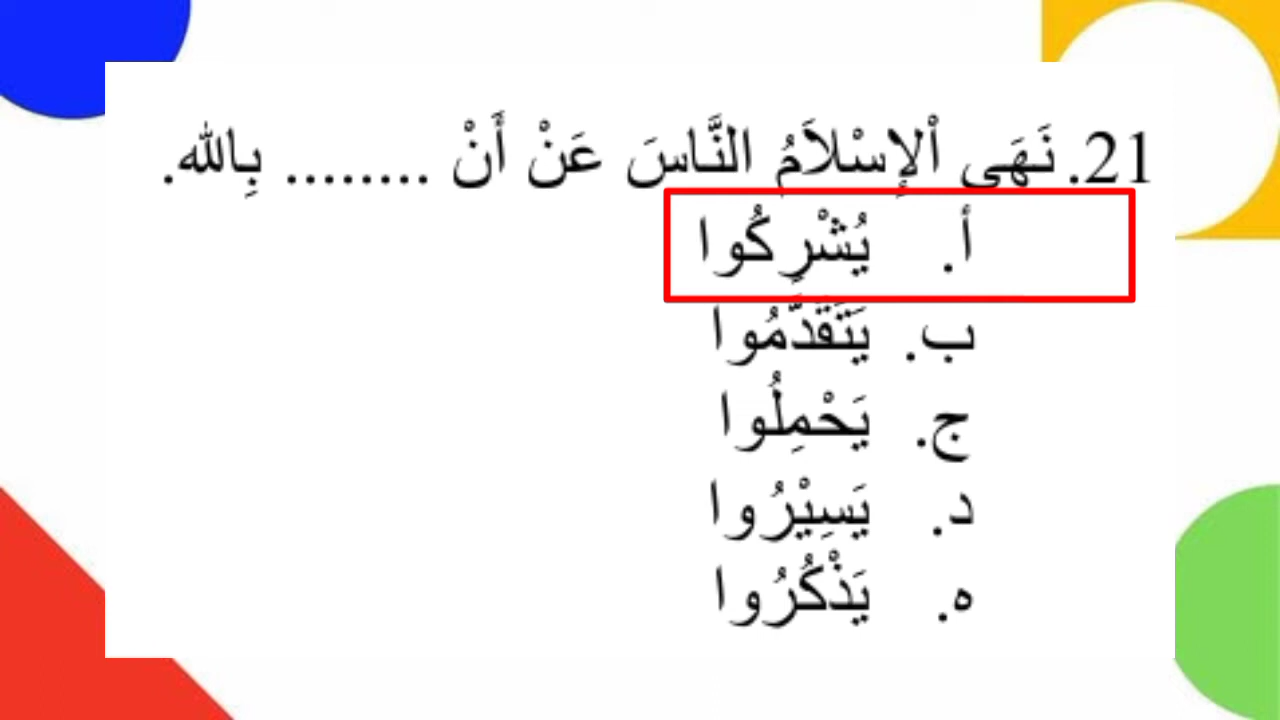 21. نَهَى اْلإِسْلاَمُ النَّاسَ عَنْ أَنْ ........ بِالله.
أ. يُشْرِكُوا
ب. يَتَقَدَّمُوا
ج. يَحْمِلُوا
د. يَسِيْرُوا
ه. يَذْكُرُوا